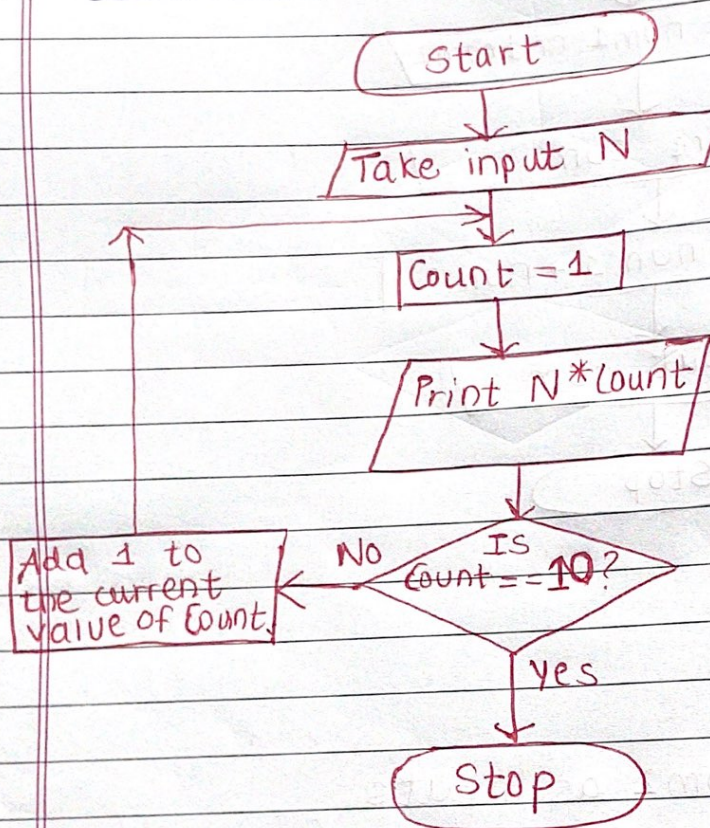 Start
Take input N
Count = 1
Print N*Count
IS
Count == 10?
No
Add 1 to
the current
value of Count.
yes
Stop